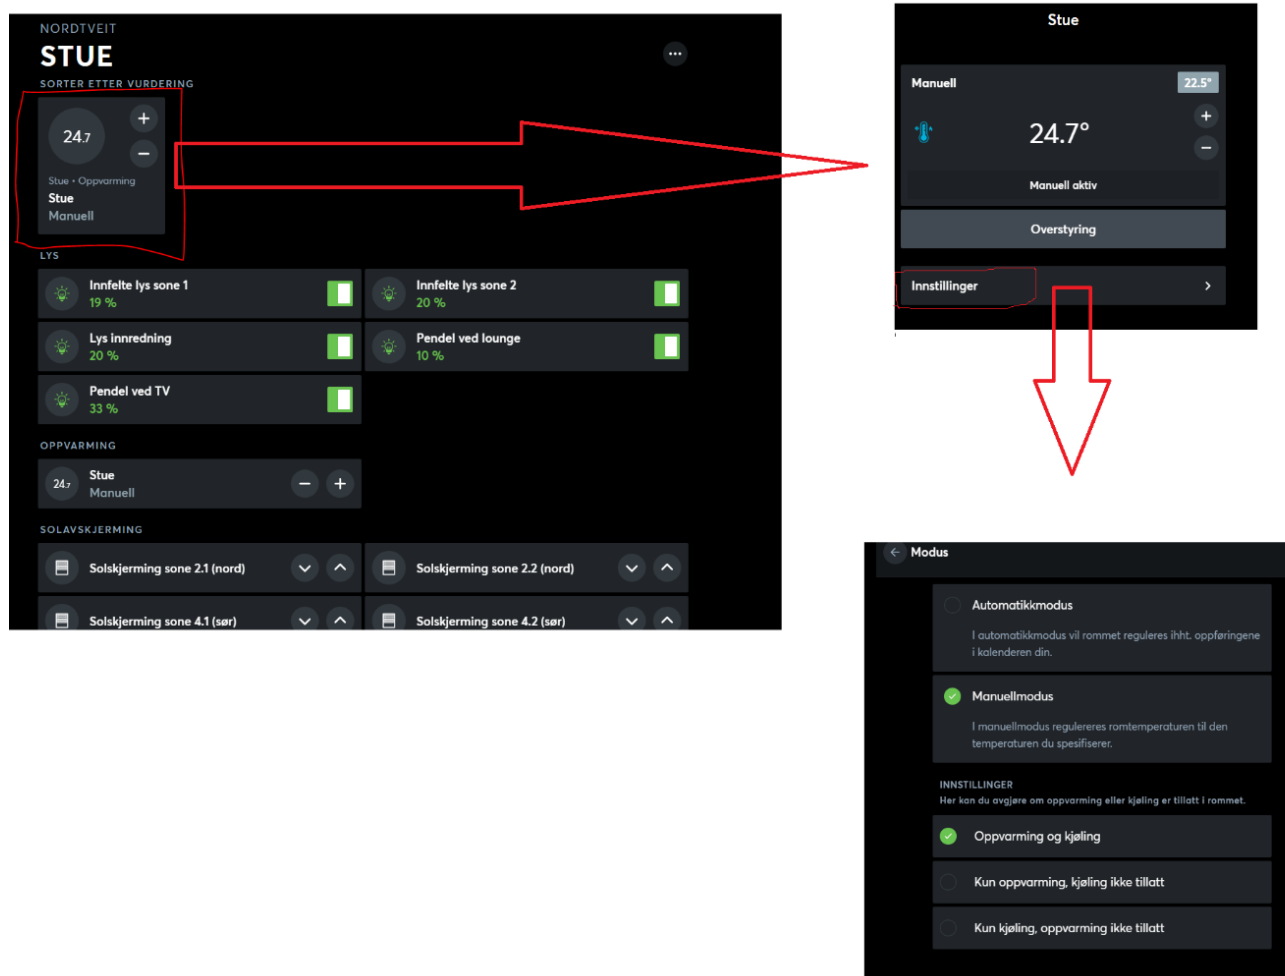 NORDTVEIT
STUE
SORTER ETTER VURDERING
24.7
Stue • Oppvarming
Stue
Manuell
LYS
Innfelte lys sone 1
19 %
Innfelte lys sone 2
20 %
Lys innredning
20 %
Pendel ved lounge
10 %
Pendel ved TV
33 %
OPPVARMING
24.7
Stue
Manuell
SOLAVSKJERMING
Solskjerming sone 2.1 (nord)
Solskjerming sone 2.2 (nord)
Solskjerming sone 4.1 (sør)
Solskjerming sone 4.2 (sør)
Stue
Manuell
22.5°
24.7°
Manuell aktiv
Overstyring
Innstillinger
Modus
Automatikkmodus
I automatikkmodus vil rommet reguleres ihht. oppføringene
i kalenderen din.
Manuellmodus
I manuellmodus regulereres romtemperaturen til den
temperaturen du spesifiserer.
INNSTILLINGER
Her kan du avgjøre om oppvarming eller kjøling er tillatt i rommet.
Oppvarming og kjøling
Kun oppvarming, kjøling ikke tillatt
Kun kjøling, oppvarming ikke tillatt